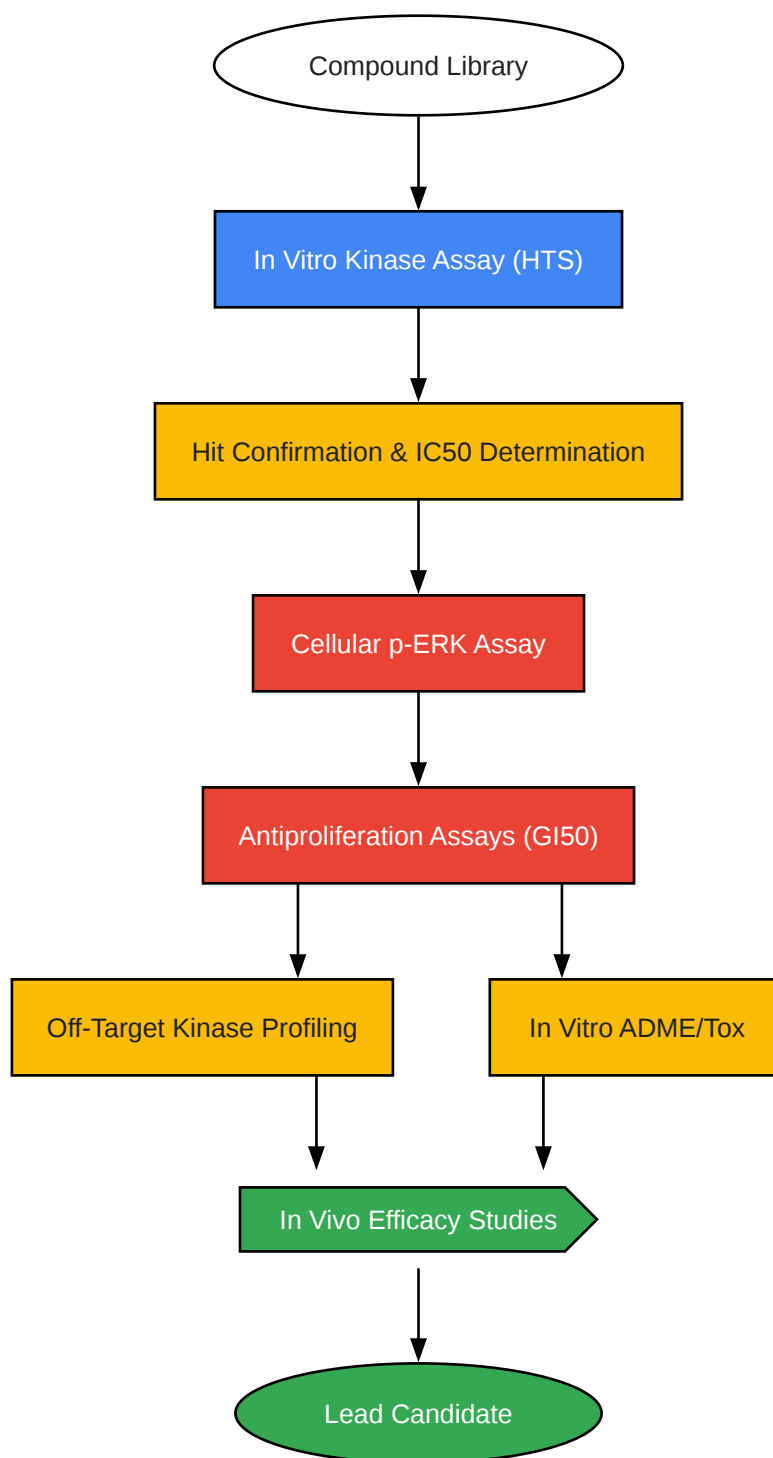 Compound Library
In Vitro Kinase Assay (HTS)
Hit Confirmation & IC50 Determination
Cellular p-ERK Assay
Antiproliferation Assays (GI50)
Off-Target Kinase Profiling
In Vitro ADME/Tox
In Vivo Efficacy Studies
Lead Candidate